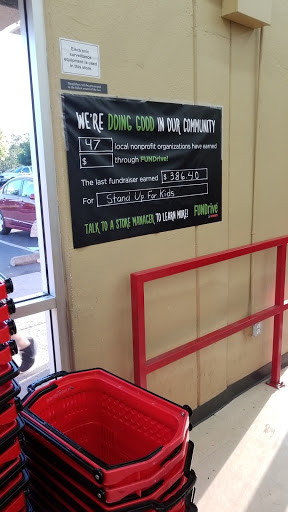 Electronic
surveillance
equipment is used
in this store.
WE'RE DOING GOOD IN OUR COMMUNITY
47 local nonprofit organizations have earned
$ through FUNDrive!
The last fundraiser earned $ 386.40
For Stand Up For Kids
TALK TO A STORE MANAGER TO LEARN MORE! FUNDrive